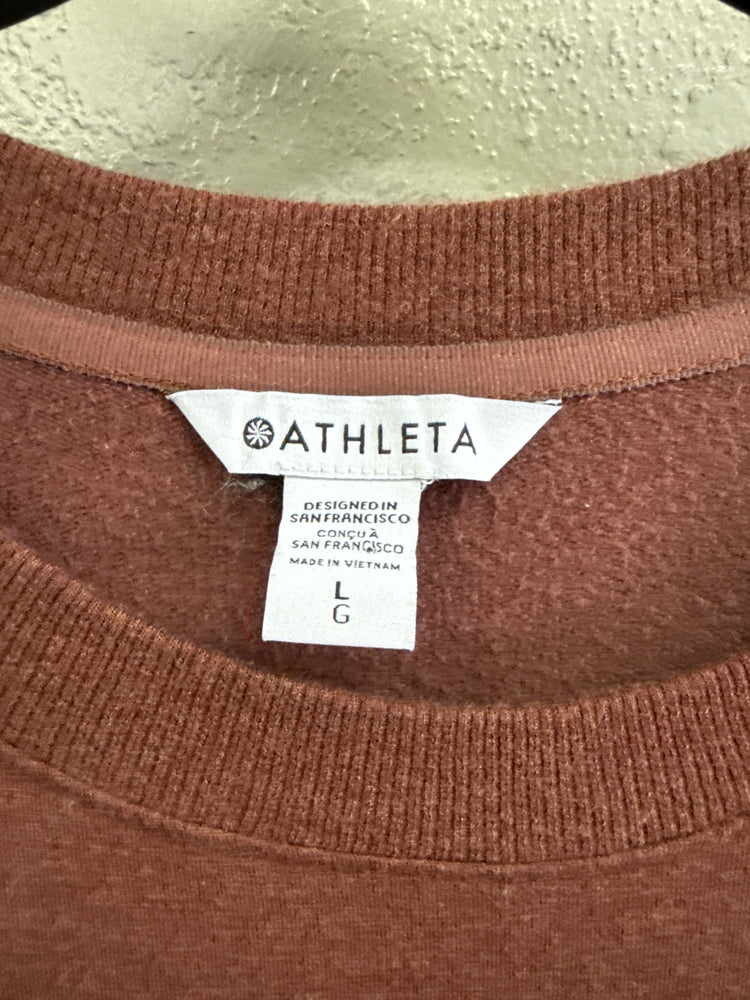 ATHLETA
DESIGNED IN
SAN FRANCISCO
CONÇU À
SAN FRANCISCO
MADE IN VIETNAM
L
G